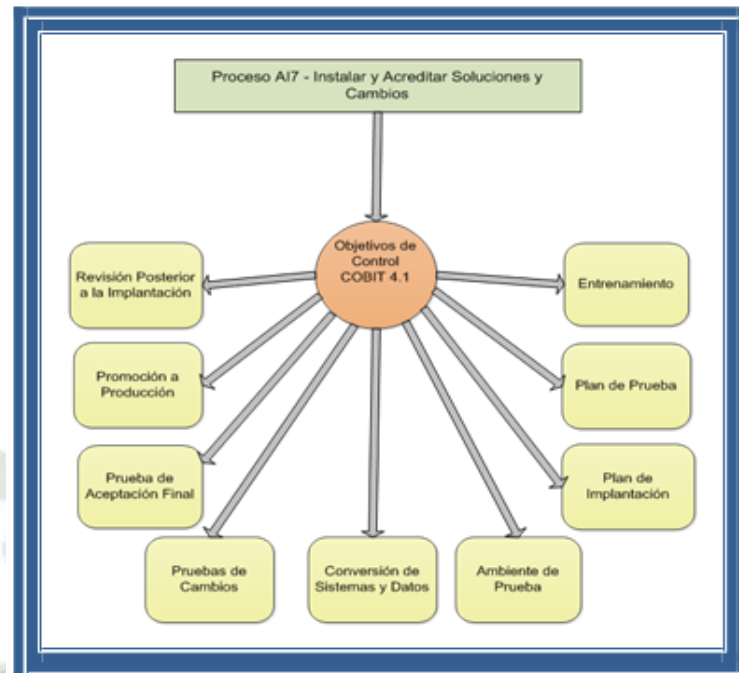 Proceso AI7 - Instalar y Acreditar Soluciones y
Cambios
Objetivos de
Control
COBIT 4.1
Revisión Posterior
a la Implantación
Entrenamiento
Promoción a
Producción
Plan de Prueba
Prueba de
Aceptación Final
Plan de
Implantación
Pruebas de
Cambios
Conversión de
Sistemas y Datos
Ambiente de
Prueba